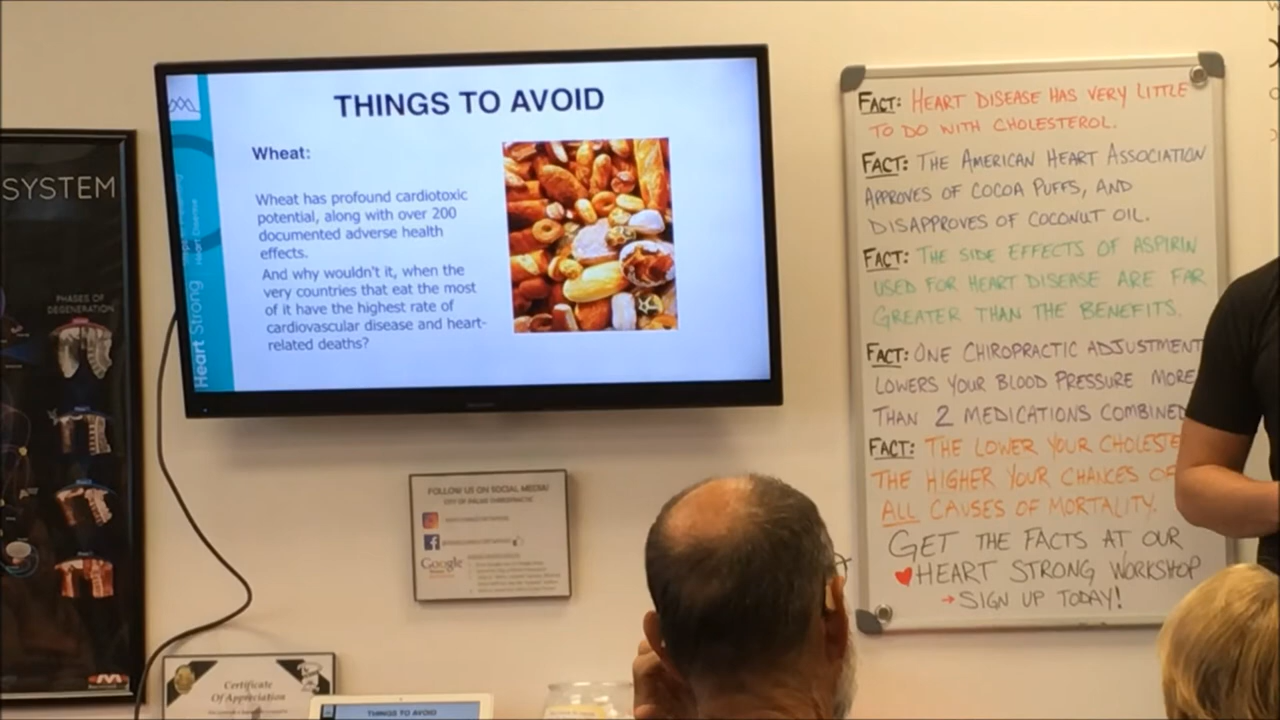 SYSTEM
PHASES OF
DEGENERATION
Heart Strong
THINGS TO AVOID
Wheat:
Wheat has profound cardiotoxic
potential, along with over 200
documented adverse health
effects.
And why wouldn't it, when the
very countries that eat the most
of it have the highest rate of
cardiovascular disease and heart-
related deaths?
FOLLOW US ON SOCIAL MEDIA!
Google
Certificate
Of Appreciation
THINGS TO AVOID
FACT: HEART DISEASE HAS VERY LITTLE
TO DO WITH CHOLESTEROL.
FACT: THE AMERICAN HEART ASSOCIATION
APPROVES OF COCOA PUFFS, AND
DISAPPROVES OF COCONUT OIL.
FACT: THE SIDE EFFECTS OF ASPIRIN
USED FOR HEART DISEASE ARE FAR
GREATER THAN THE BENEFITS.
FACT: ONE CHIROPRACTIC ADJUSTMENT
LOWERS YOUR BLOOD PRESSURE MORE
THAN 2 MEDICATIONS COMBINED
FACT: THE LOWER YOUR CHOLESTE
THE HIGHER YOUR CHANCES OF
ALL CAUSES OF MORTALITY.
GET THE FACTS AT OUR
HEART STRONG WORKSHOP
→ SIGN UP TODAY!